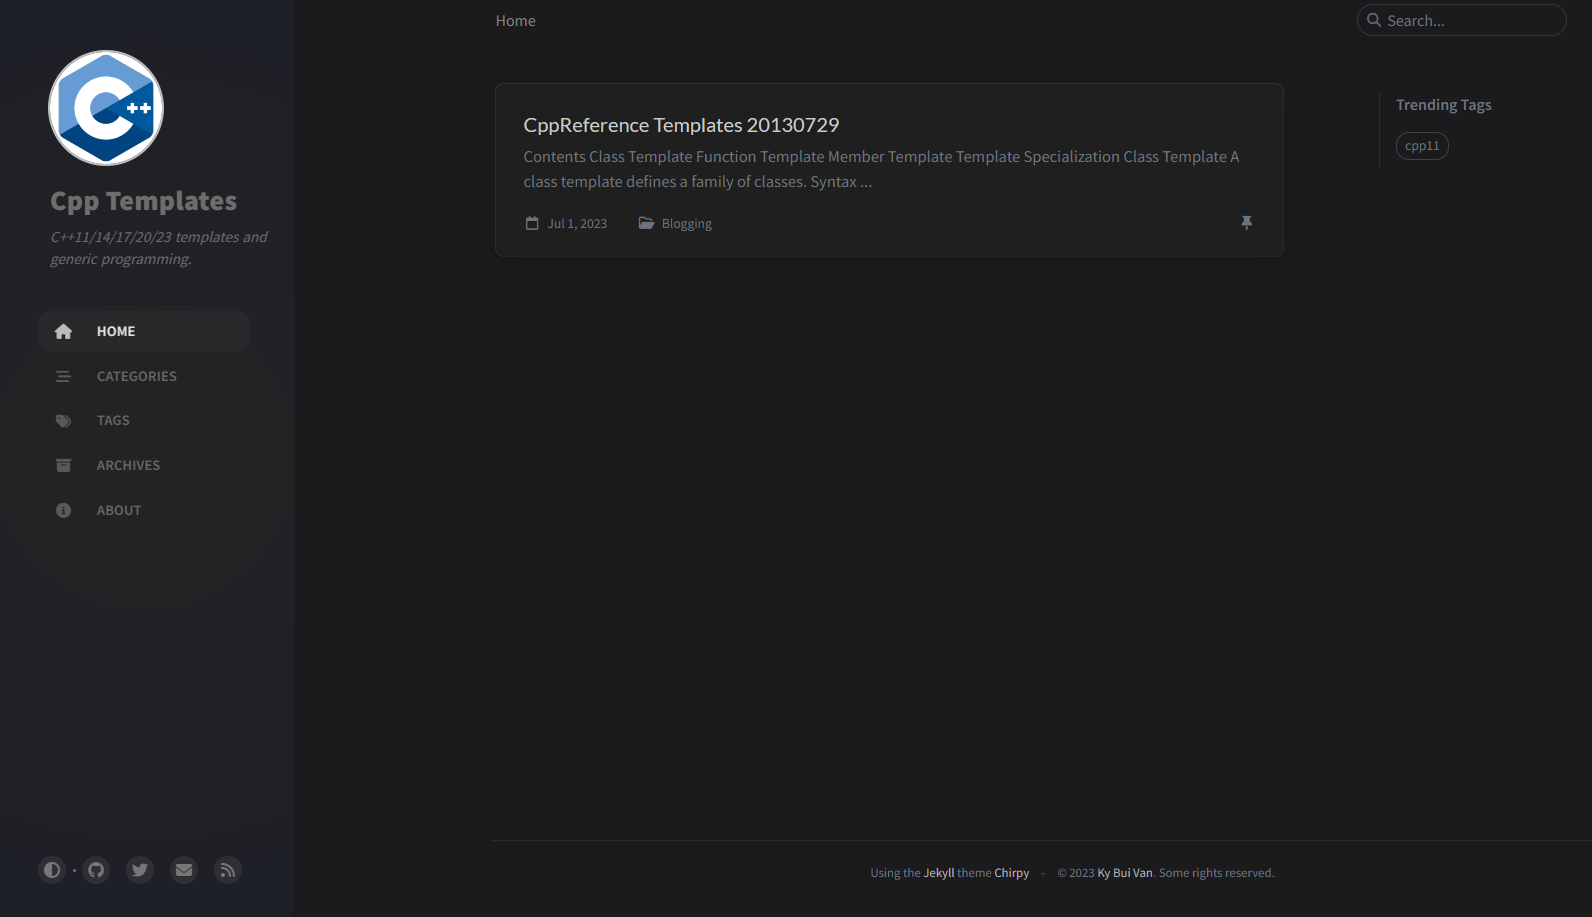 C++
Cpp Templates
C++11/14/17/20/23 templates and
generic programming.
HOME
CATEGORIES
TAGS
ARCHIVES
ABOUT
Home
Search...
CppReference Templates 20130729
Contents Class Template Function Template Member Template Template Specialization Class Template A
class template defines a family of classes. Syntax ...
Jul 1, 2023 Blogging
Trending Tags
cpp11
Using the Jekyll theme Chirpy - © 2023 Ky Bui Van. Some rights reserved.